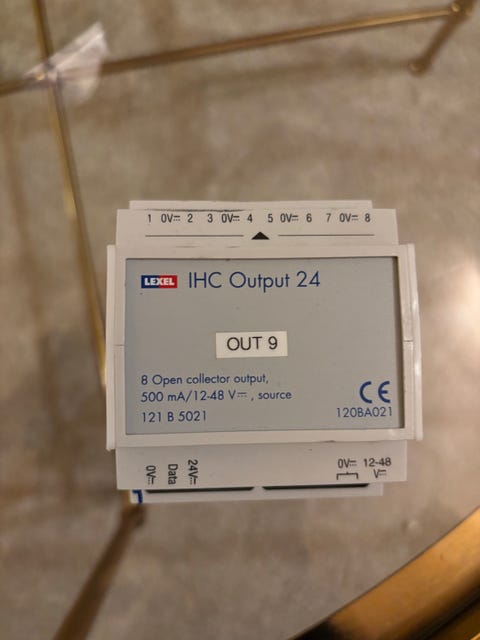 1 0V⎓ 2 3 0V⎓ 4 5 0V⎓ 6 7 0V⎓ 8
LEXEL IHC Output 24
OUT 9
8 Open collector output,
500 mA/12-48 V⎓, source
121 B 5021
CE
120BA021
0V⎓ Data 24V⎓
0V⎓ 12-48 V⎓